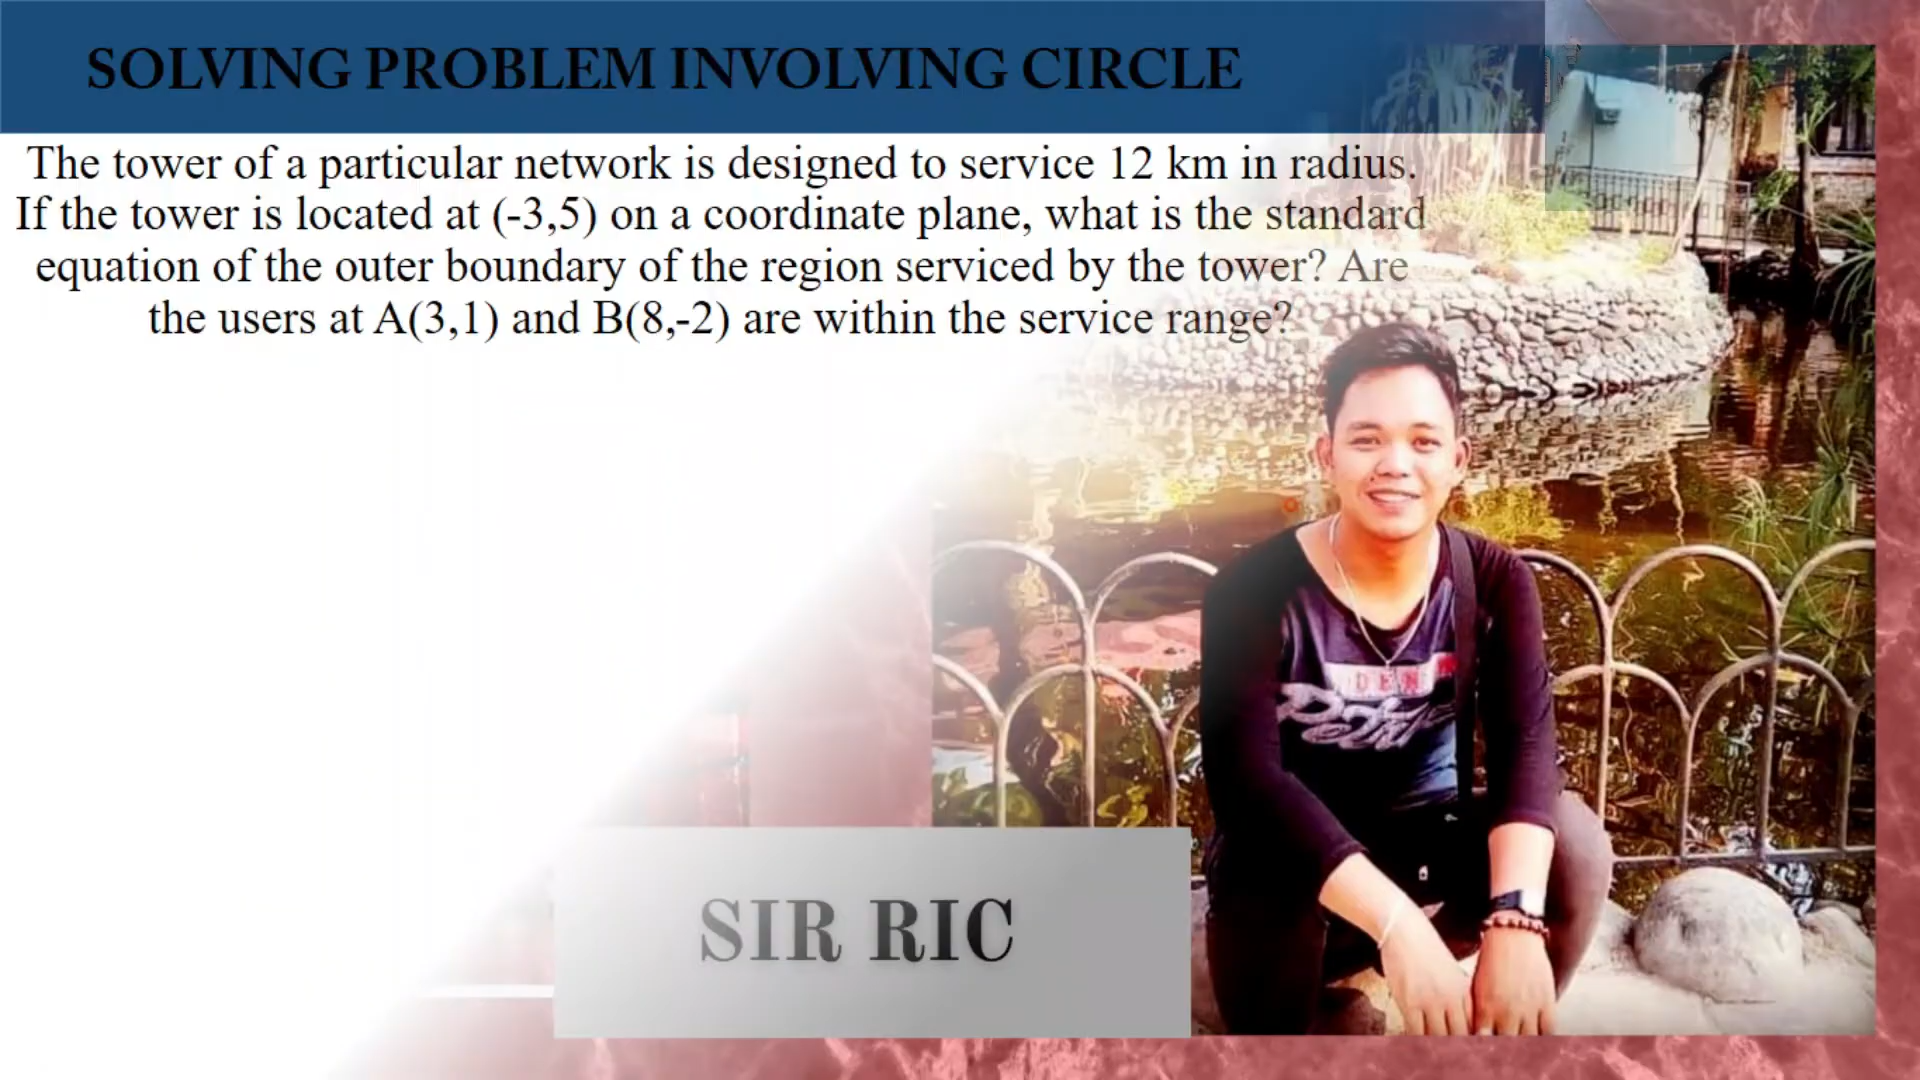 SOLVING PROBLEM INVOLVING CIRCLE
The tower of a particular network is designed to service 12 km in radius.
If the tower is located at (-3,5) on a coordinate plane, what is the standard
equation of the outer boundary of the region serviced by the tower? Are
the users at A(3,1) and B(8,-2) are within the service range?
DEN
SIR RIC